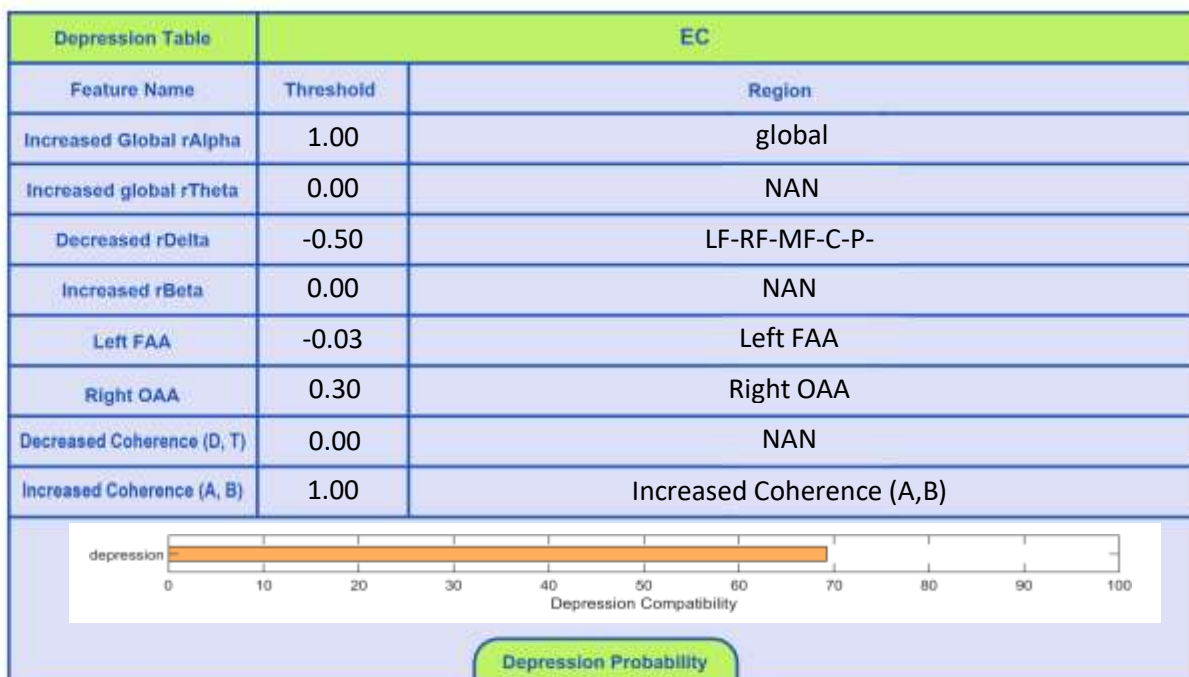 Depression Table EC
Feature Name Threshold Region
Increased Global rAlpha 1.00 global
Increased global rTheta 0.00 NAN
Decreased rDelta -0.50 LF-RF-MF-C-P-
Increased rBeta 0.00 NAN
Left FAA -0.03 Left FAA
Right OAA 0.30 Right OAA
Decreased Coherence (D, T) 0.00 NAN
Increased Coherence (A, B) 1.00 Increased Coherence (A,B)
depression
0 10 20 30 40 50 60 70 80 90 100
Depression Compatibility
Depression Probability